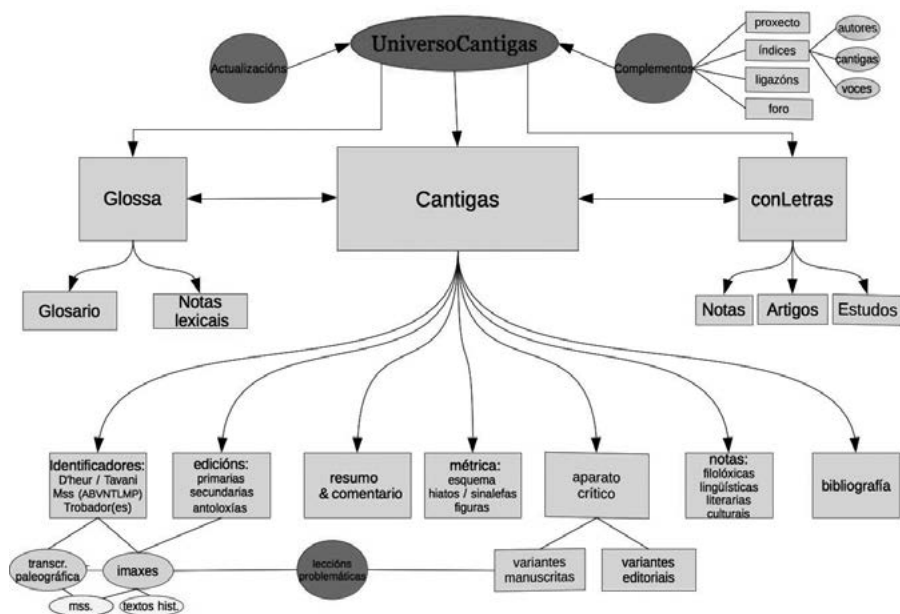 UniversoCantigas
Actualizacións
Complementos
proxecto
índices
ligazóns
foro
autores
cantigas
voces
Glossa
Cantigas
conLetras
Glosario
Notas
lexicais
Notas
Artigos
Estudos
Identificadores:
D'heur / Tavani
Mss (ABVNTLMP)
Trobador(es)
edicións:
primarias
secundarias
antoloxías
resumo
& comentario
métrica:
esquema
hiatos / sinalefas
figuras
aparato
crítico
notas:
filolóxicas
lingüísticas
literarias
culturais
bibliografía
transcr.
paleográfica
imaxes
leccións
problemáticas
variantes
manuscritas
variantes
editoriais
mss.
textos hist.